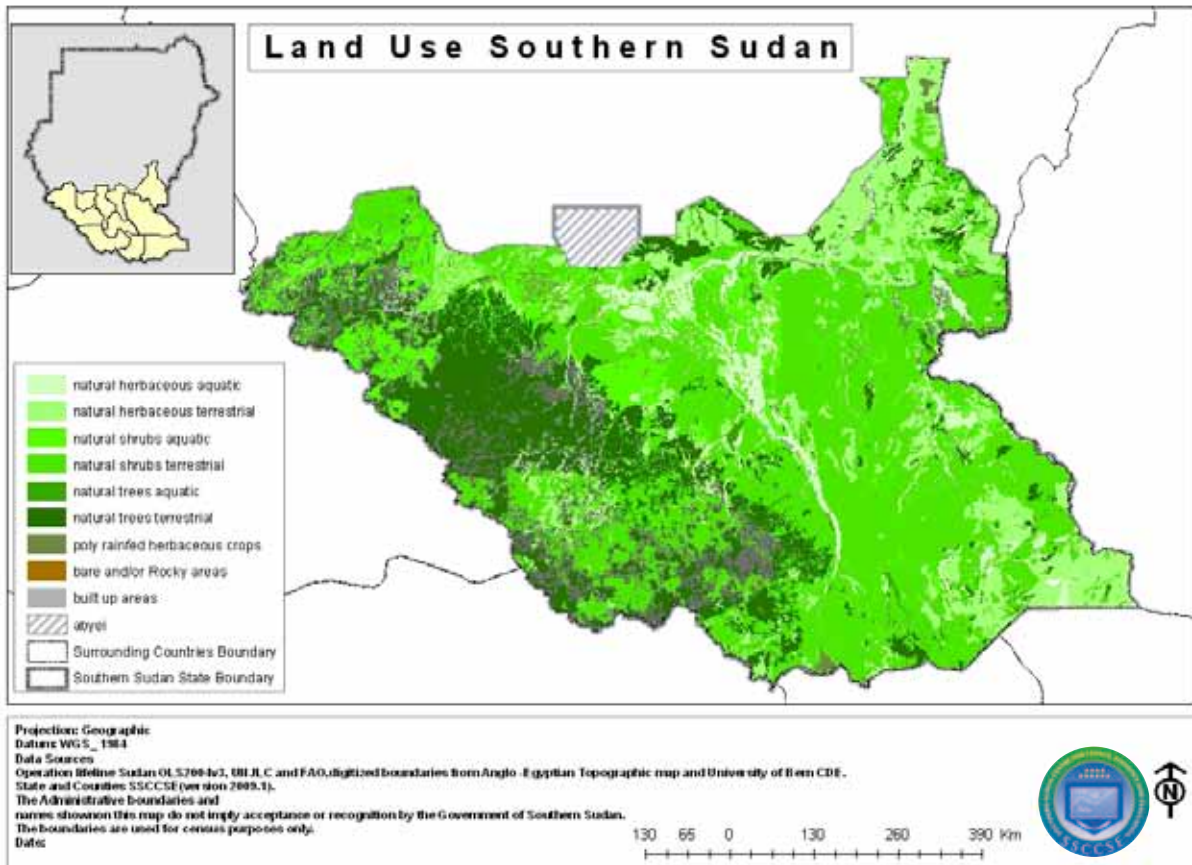 Land Use Southern Sudan
natural herbaceous aquatic
natural herbaceous terrestrial
natural shrubs aquatic
natural shrubs terrestrial
natural trees aquatic
natural trees terrestrial
poly rainfed herbaceous crops
bare and/or Rocky areas
built up areas
abyei
Surrounding Countries Boundary
Southern Sudan State Boundary
Projection: Geographic
Datum: WGS_ 1984
Data Sources
Operation lifeline Sudan OLS2004v3, UNJLC and FAO,digitized boundaries from Anglo -Egyptian Topographic map and University of Bern CDE.
State and Counties SSCCSE(version 2009.1).
The Administrative boundaries and
names shownon this map do not imply acceptance or recognition by the Government of Southern Sudan.
The boundaries are used for census purposes only.
Date:
130 65 0 130 260 390 Km
SSCCSE
N